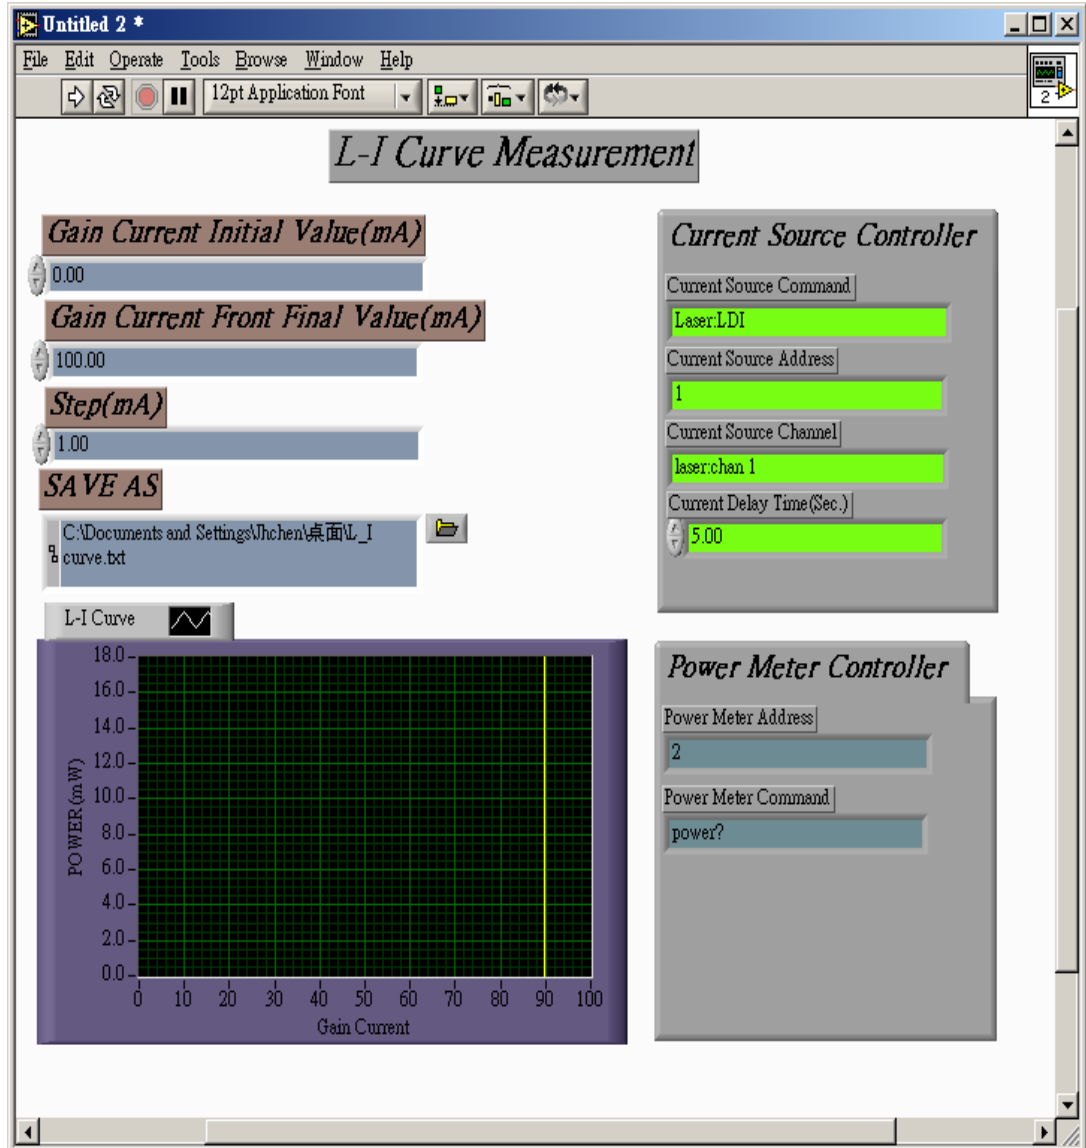 Untitled 2 *
File Edit Operate Tools Browse Window Help
12pt Application Font
2
L-I Curve Measurement
Gain Current Initial Value(mA)
0.00
Gain Current Front Final Value(mA)
100.00
Step(mA)
1.00
SAVE AS
C:\Documents and Settings\Jhchen\桌面\L_I
curve.txt
Current Source Controller
Current Source Command
Laser:LDI
Current Source Address
1
Current Source Channel
laser:chan 1
Current Delay Time(Sec.)
5.00
L-I Curve
18.0
16.0
14.0
12.0
10.0
8.0
6.0
4.0
2.0
0.0
POWER(mW)
0 10 20 30 40 50 60 70 80 90 100
Gain Current
Power Meter Controller
Power Meter Address
2
Power Meter Command
power?